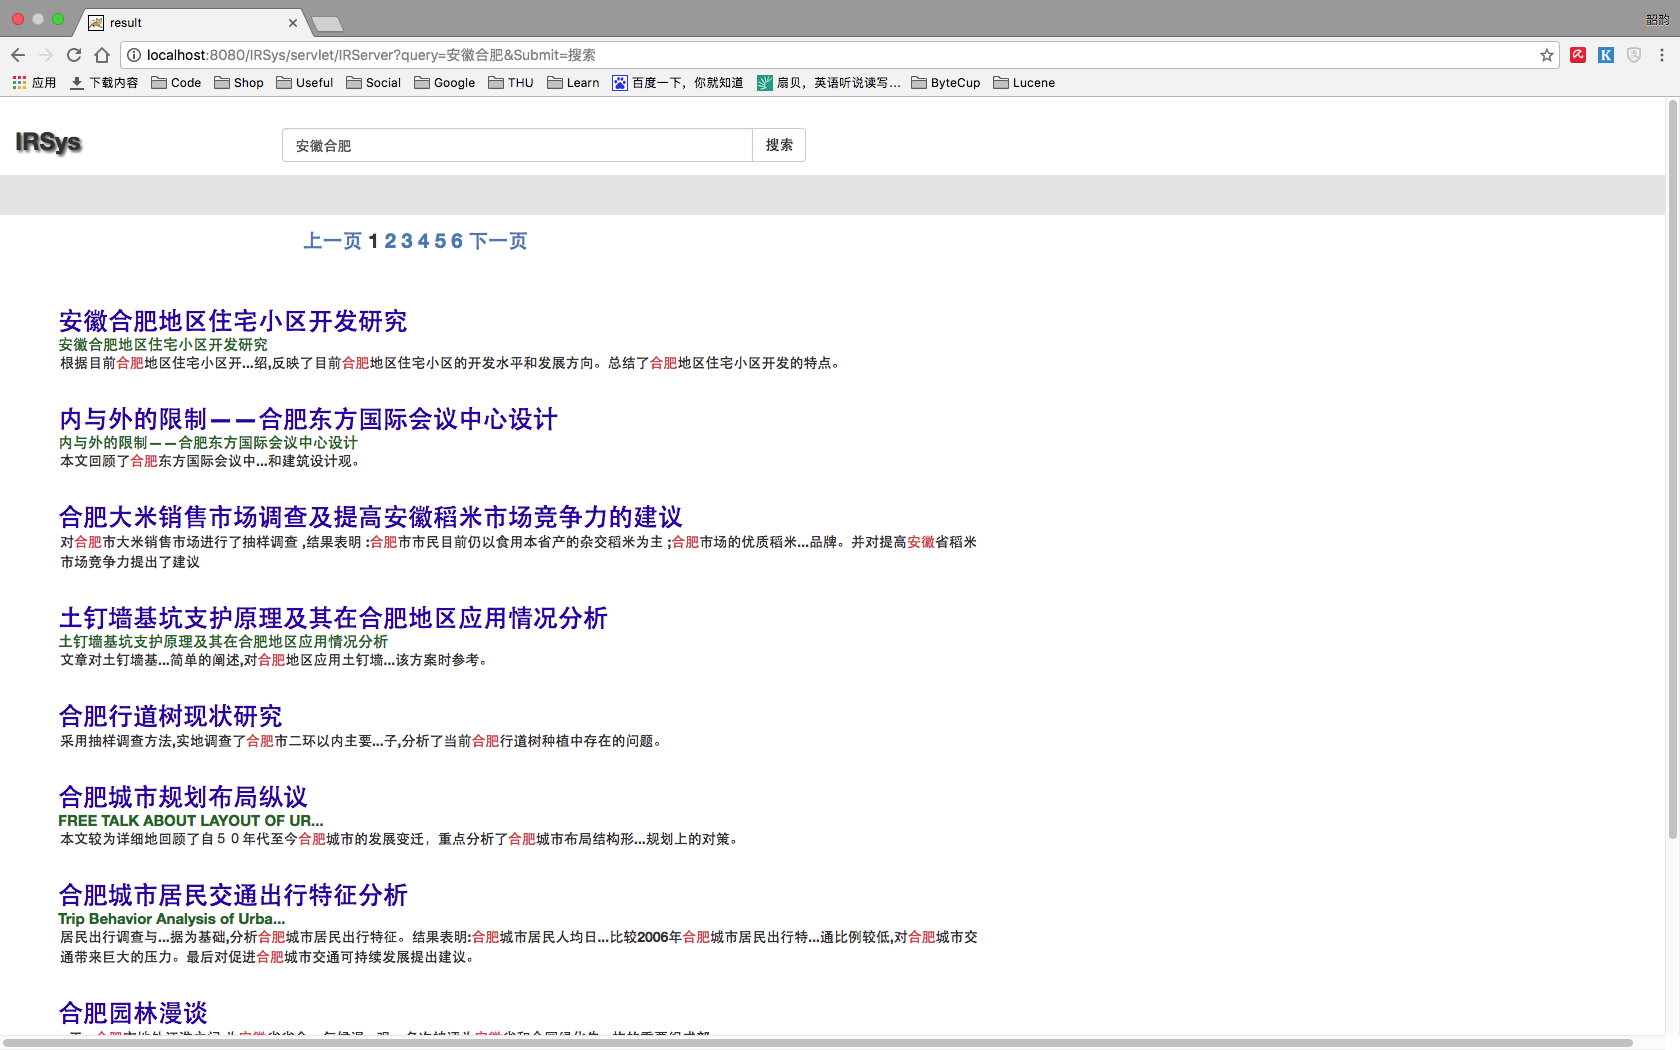 result
韶韵
localhost:8080/IRSys/servlet/IRServer?query=安徽合肥&Submit=搜索
应用 下载内容 Code Shop Useful Social Google THU Learn 百度一下，你就知道 扇贝，英语听说读写... ByteCup Lucene
IRSys 安徽合肥 搜索
上一页 1 2 3 4 5 6 下一页
安徽合肥地区住宅小区开发研究
安徽合肥地区住宅小区开发研究
根据目前合肥地区住宅小区开...绍,反映了目前合肥地区住宅小区的开发水平和发展方向。总结了合肥地区住宅小区开发的特点。
内与外的限制——合肥东方国际会议中心设计
内与外的限制——合肥东方国际会议中心设计
本文回顾了合肥东方国际会议中...和建筑设计观。
合肥大米销售市场调查及提高安徽稻米市场竞争力的建议
对合肥市大米销售市场进行了抽样调查 ,结果表明 :合肥市市民目前仍以食用本省产的杂交稻米为主 ;合肥市场的优质稻米...品牌。并对提高安徽省稻米
市场竞争力提出了建议
土钉墙基坑支护原理及其在合肥地区应用情况分析
土钉墙基坑支护原理及其在合肥地区应用情况分析
文章对土钉墙基...简单的阐述,对合肥地区应用土钉墙...该方案时参考。
合肥行道树现状研究
采用抽样调查方法,实地调查了合肥市二环以内主要...子,分析了当前合肥行道树种植中存在的问题。
合肥城市规划布局纵议
FREE TALK ABOUT LAYOUT OF UR...
本文较为详细地回顾了自５０年代至今合肥城市的发展变迁，重点分析了合肥城市布局结构形...规划上的对策。
合肥城市居民交通出行特征分析
Trip Behavior Analysis of Urba...
居民出行调查与...据为基础,分析合肥城市居民出行特征。结果表明:合肥城市居民人均日...比较2006年合肥城市居民出行特...通比例较低,对合肥城市交
通带来巨大的压力。最后对促进合肥城市交通可持续发展提出建议。
合肥园林漫谈